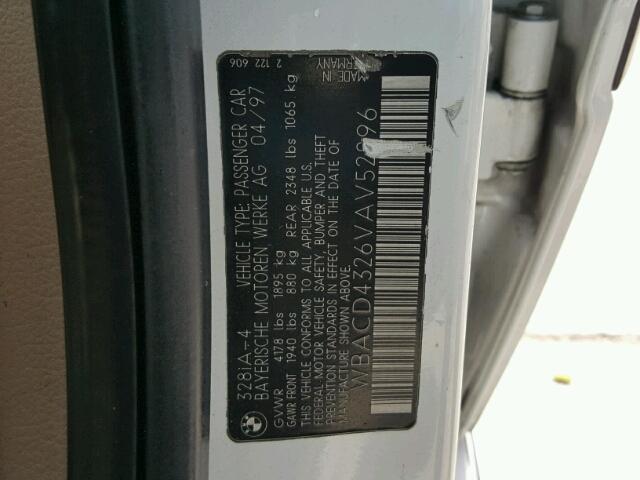 328iA-4 2 122 606
VEHICLE TYPE: PASSENGER CAR MADE IN
BAYERISCHE MOTOREN WERKE AG 04/97 GERMANY
GVWR 4178 lbs 1895 kg
GAWR FRONT 1940 lbs 880 kg REAR 2348 lbs 1065 kg
THIS VEHICLE CONFORMS TO ALL APPLICABLE U.S.
FEDERAL MOTOR VEHICLE SAFETY, BUMPER AND THEFT
PREVENTION STANDARDS IN EFFECT ON THE DATE OF
MANUFACTURE SHOWN ABOVE.
WBACD4326VAV52896
BMW